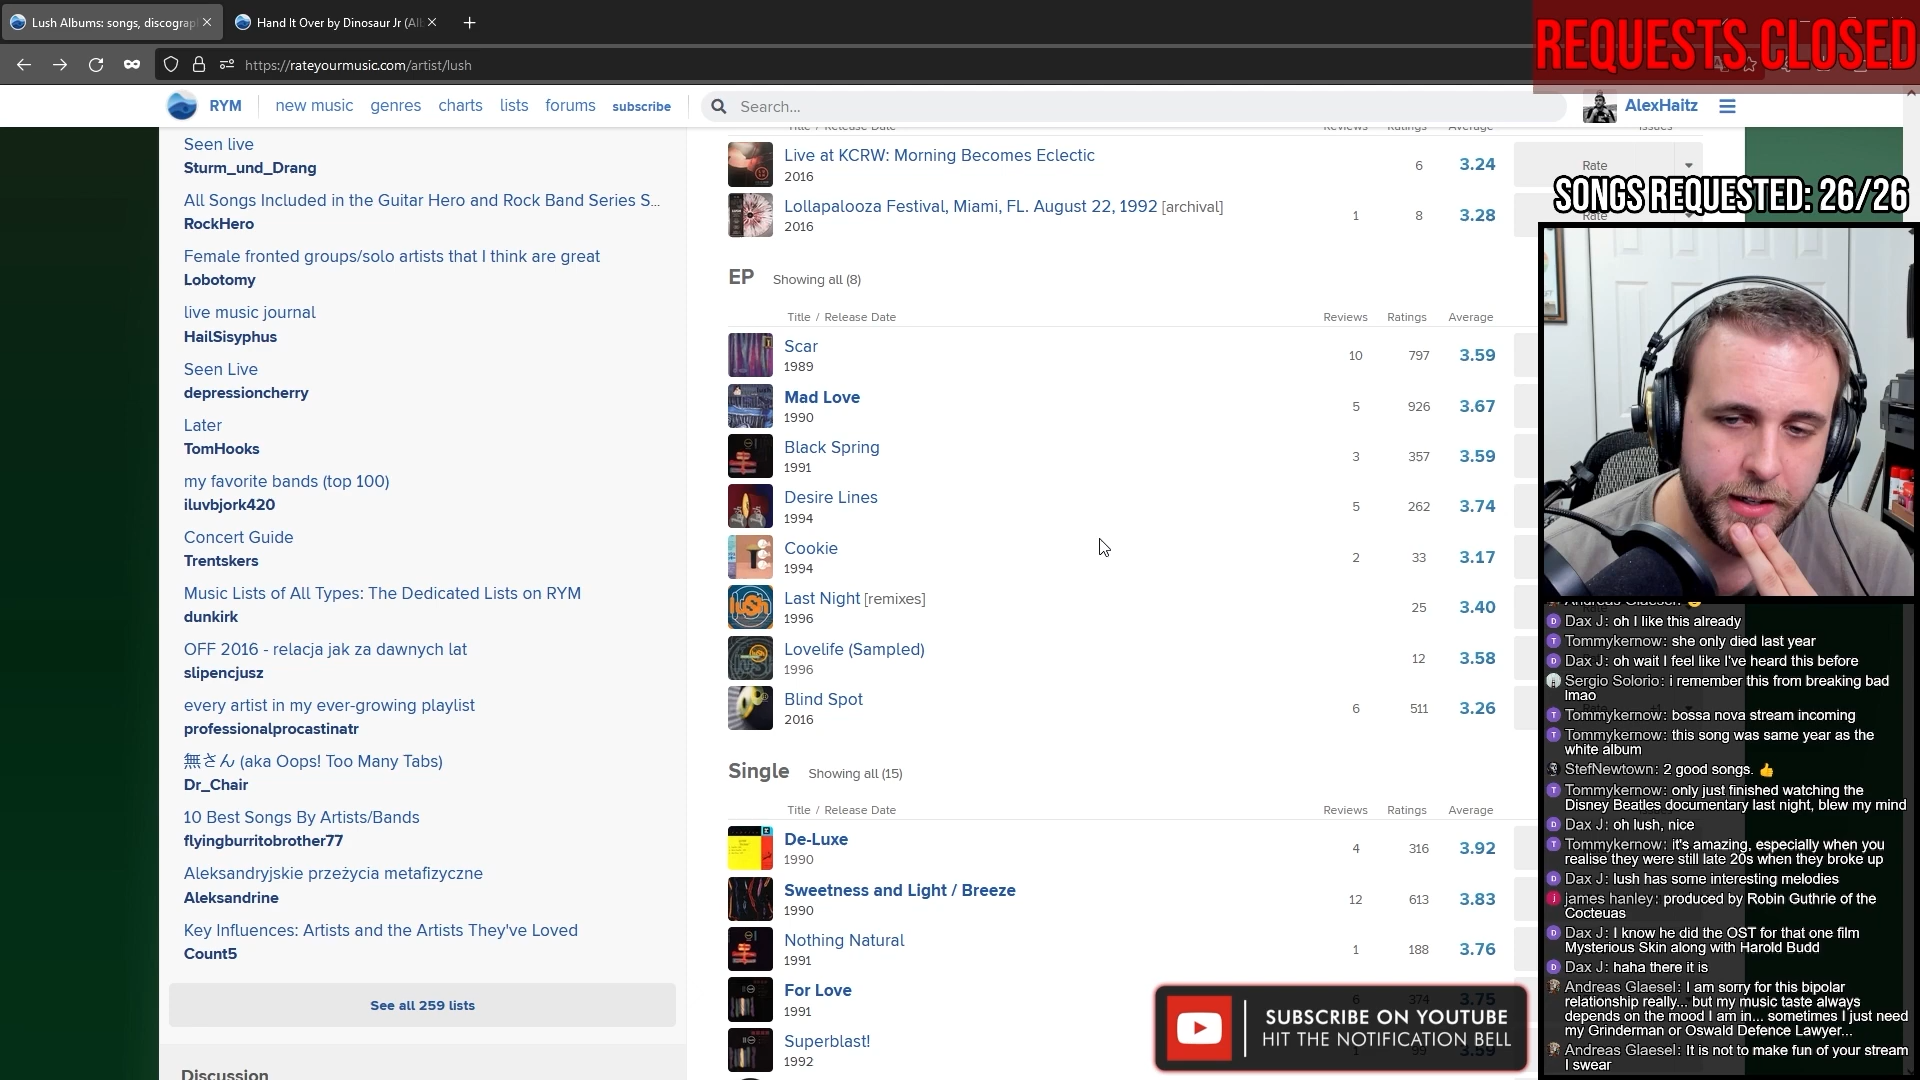 Lush Albums: songs, discograp
Hand It Over by Dinosaur Jr (Al
REQUESTS CLOSED
https://rateyourmusic.com/artist/lush
RYM
new music
genres
charts
lists
forums
subscribe
Search...
AlexHaitz
Seen live
Sturm_und_Drang
All Songs Included in the Guitar Hero and Rock Band Series S...
RockHero
Female fronted groups/solo artists that I think are great
Lobotomy
live music journal
HailSisyphus
Seen Live
depressioncherry
Later
TomHooks
my favorite bands (top 100)
iluvbjork420
Concert Guide
Trentskers
Music Lists of All Types: The Dedicated Lists on RYM
dunkirk
OFF 2016 - relacja jak za dawnych lat
slipencjusz
every artist in my ever-growing playlist
professionalprocastinatr
無さん (aka Oops! Too Many Tabs)
Dr_Chair
10 Best Songs By Artists/Bands
flyingburritobrother77
Aleksandryjskie przeżycia metafizyczne
Aleksandrine
Key Influences: Artists and the Artists They've Loved
Count5
See all 259 lists
Discussion
Title / Release Date Reviews Ratings Average Issues
Live at KCRW: Morning Becomes Eclectic 6 3.24 Rate
2016
Lollapalooza Festival, Miami, FL. August 22, 1992 [archival] 1 8 3.28 Rate
2016
EP Showing all (8)
Title / Release Date Reviews Ratings Average
Scar 10 797 3.59
1989
Mad Love 5 926 3.67
1990
Black Spring 3 357 3.59
1991
Desire Lines 5 262 3.74
1994
Cookie 2 33 3.17
1994
Last Night [remixes] 25 3.40
1996
Lovelife (Sampled) 12 3.58
1996
Blind Spot 6 511 3.26
2016
Single Showing all (15)
Title / Release Date Reviews Ratings Average
De-Luxe 4 316 3.92
1990
Sweetness and Light / Breeze 12 613 3.83
1990
Nothing Natural 1 188 3.76
1991
For Love 6 374 3.75
1991
Superblast! 1 99 3.59
1992
SUBSCRIBE ON YOUTUBE
HIT THE NOTIFICATION BELL
SONGS REQUESTED: 26/26
Andreas Glaesel:
Dax J: oh I like this already
Tommykernow: she only died last year
Dax J: oh wait I feel like I've heard this before
Sergio Solorio: i remember this from breaking bad
lmao
Tommykernow: bossa nova stream incoming
Tommykernow: this song was same year as the
white album
StefNewtown: 2 good songs. 👍
Tommykernow: only just finished watching the
Disney Beatles documentary last night, blew my mind
Dax J: oh lush, nice
Tommykernow: it's amazing, especially when you
realise they were still late 20s when they broke up
Dax J: lush has some interesting melodies
james hanley: produced by Robin Guthrie of the
Cocteuas
Dax J: I know he did the OST for that one film
Mysterious Skin along with Harold Budd
Dax J: haha there it is
Andreas Glaesel: I am sorry for this bipolar
relationship really... but my music taste always
depends on the mood I am in... sometimes I just need
my Grinderman or Oswald Defence Lawyer...
Andreas Glaesel: It is not to make fun of your stream
I swear